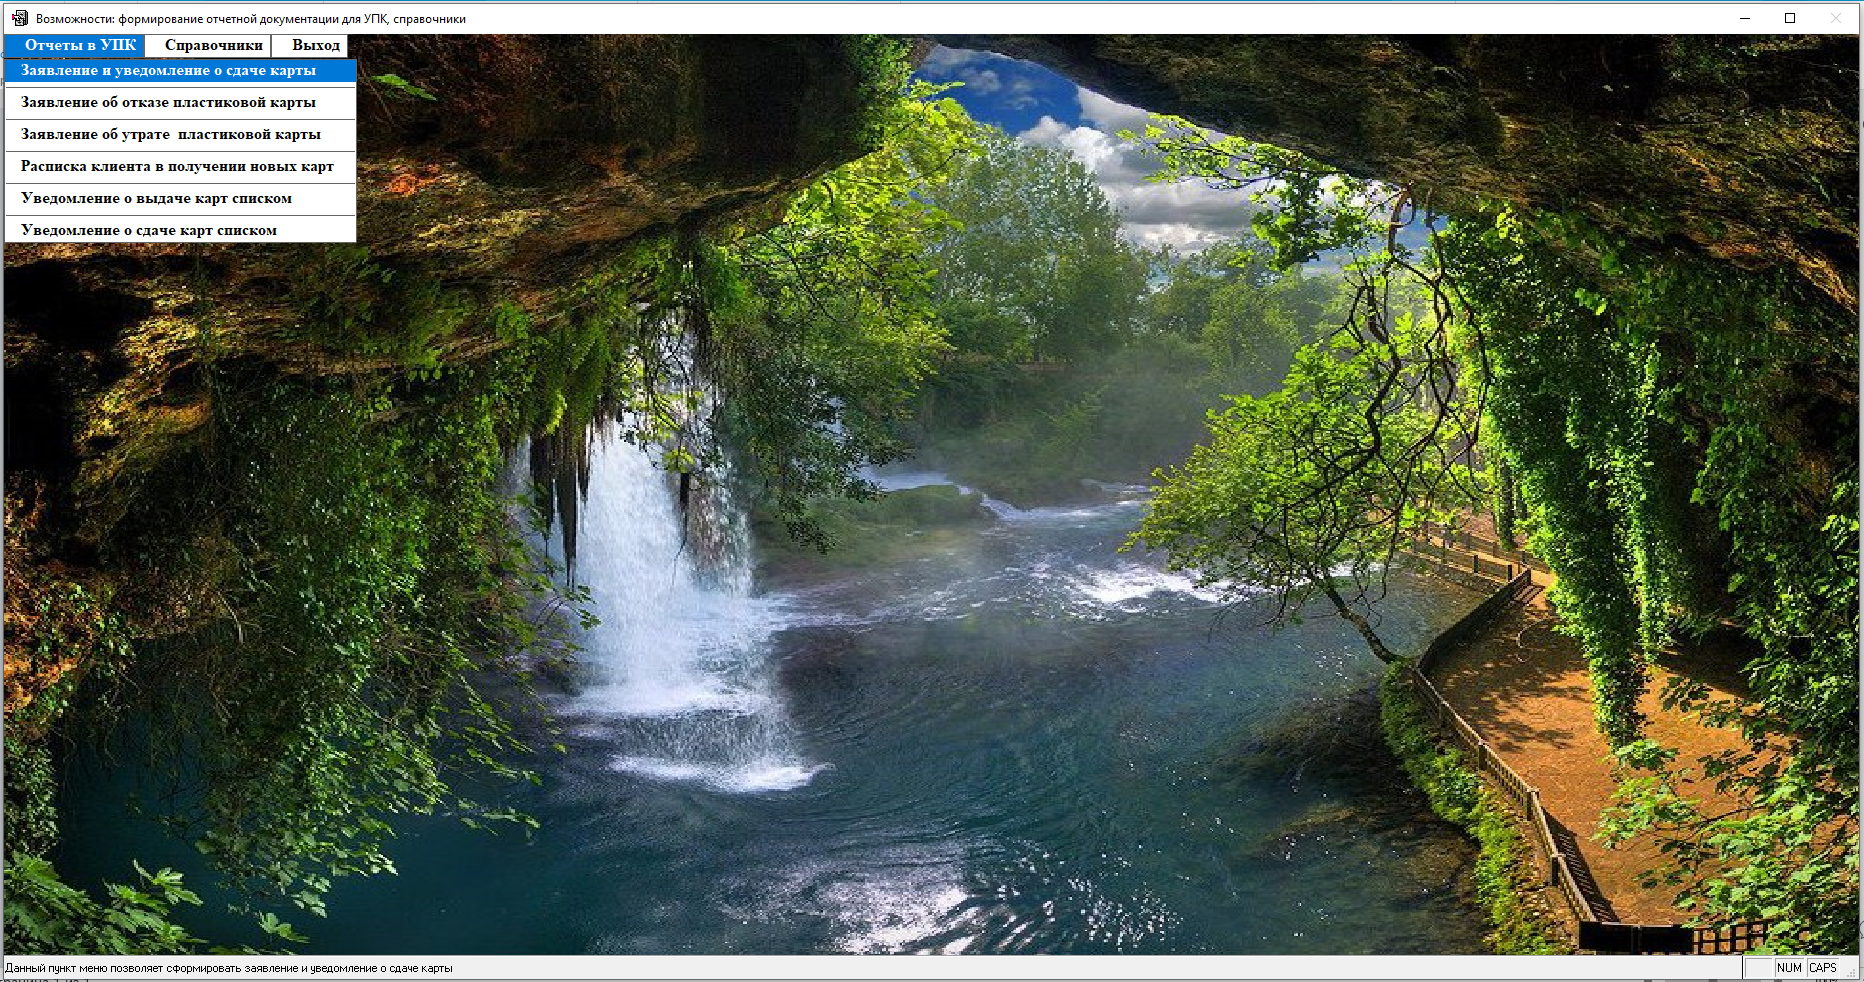 Возможности: формирование отчетной документации для УПК, справочники
Отчеты в УПК Справочники Выход
Заявление и уведомление о сдаче карты
Заявление об отказе пластиковой карты
Заявление об утрате пластиковой карты
Расписка клиента в получении новых карт
Уведомление о выдаче карт списком
Уведомление о сдаче карт списком
Данный пункт меню позволяет сформировать заявление и уведомление о сдаче карты
NUM CAPS